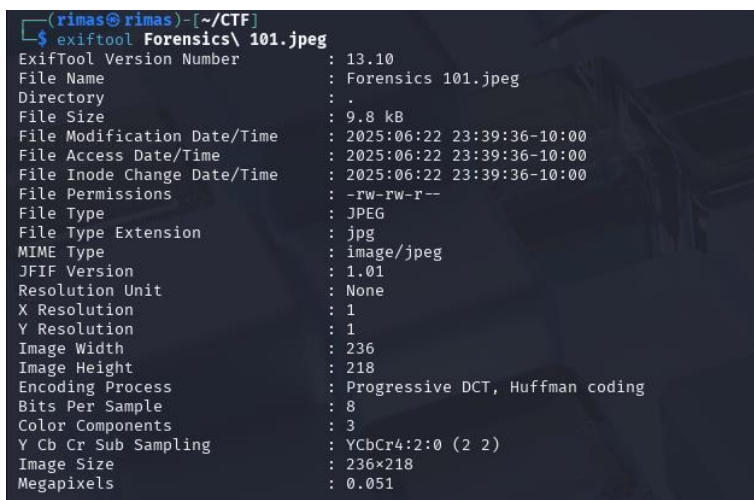 ┌──(rimas㉿rimas)-[~/CTF]
└─$ exiftool Forensics\ 101.jpeg
ExifTool Version Number : 13.10
File Name : Forensics 101.jpeg
Directory : .
File Size : 9.8 kB
File Modification Date/Time : 2025:06:22 23:39:36-10:00
File Access Date/Time : 2025:06:22 23:39:36-10:00
File Inode Change Date/Time : 2025:06:22 23:39:36-10:00
File Permissions : -rw-rw-r--
File Type : JPEG
File Type Extension : jpg
MIME Type : image/jpeg
JFIF Version : 1.01
Resolution Unit : None
X Resolution : 1
Y Resolution : 1
Image Width : 236
Image Height : 218
Encoding Process : Progressive DCT, Huffman coding
Bits Per Sample : 8
Color Components : 3
Y Cb Cr Sub Sampling : YCbCr4:2:0 (2 2)
Image Size : 236×218
Megapixels : 0.051